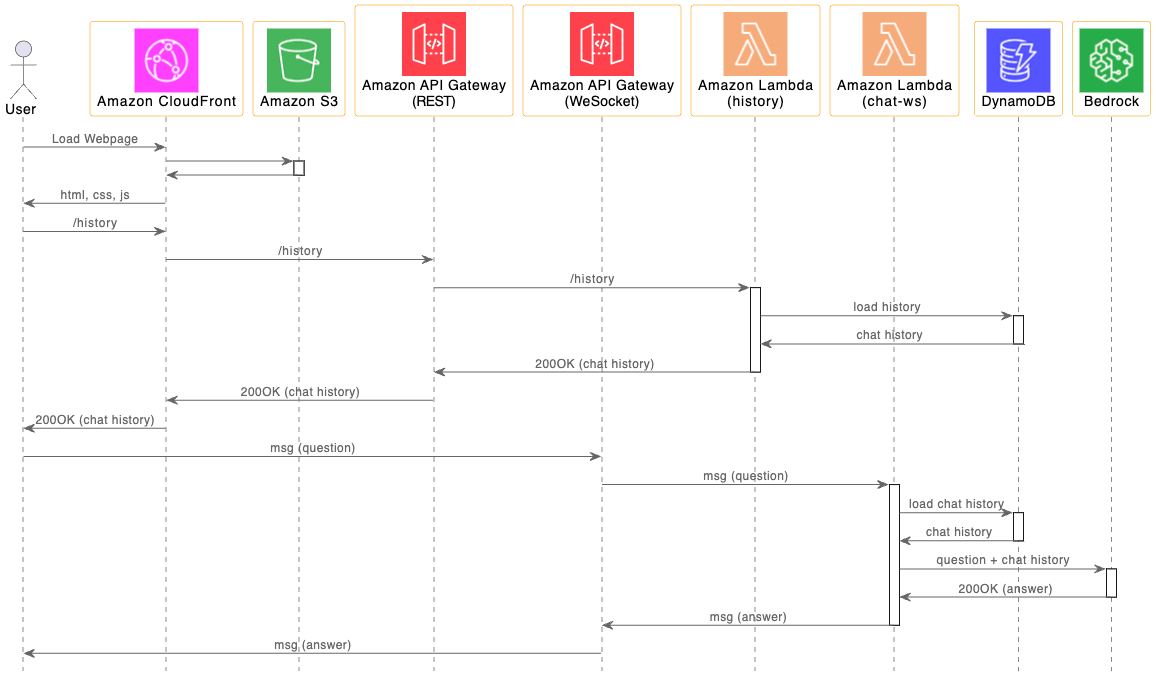 User
Amazon CloudFront
Amazon S3
Amazon API Gateway
(REST)
Amazon API Gateway
(WeSocket)
Amazon Lambda
(history)
Amazon Lambda
(chat-ws)
DynamoDB
Bedrock
Load Webpage
html, css, js
/history
/history
/history
load history
chat history
200OK (chat history)
200OK (chat history)
200OK (chat history)
msg (question)
msg (question)
load chat history
chat history
question + chat history
200OK (answer)
msg (answer)
msg (answer)